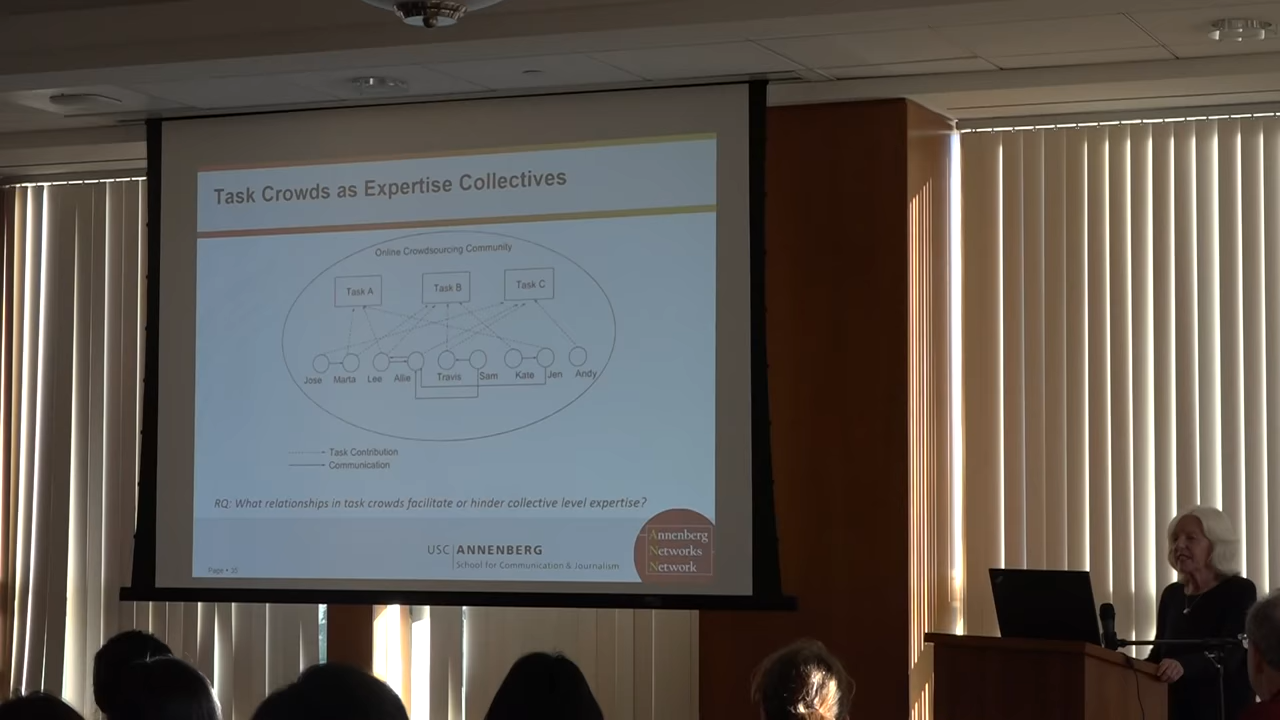 Task Crowds as Expertise Collectives
Online Crowdsourcing Community
Task A
Task B
Task C
Jose
Marta
Lee
Allie
Travis
Sam
Kate
Jen
Andy
Task Contribution
Communication
RQ: What relationships in task crowds facilitate or hinder collective level expertise?
USC ANNENBERG
School for Communication & Journalism
Annenberg
Networks
Network
Page